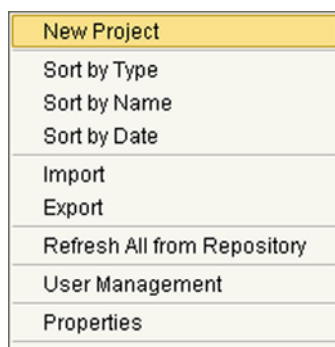 New Project
Sort by Type
Sort by Name
Sort by Date
Import
Export
Refresh All from Repository
User Management
Properties